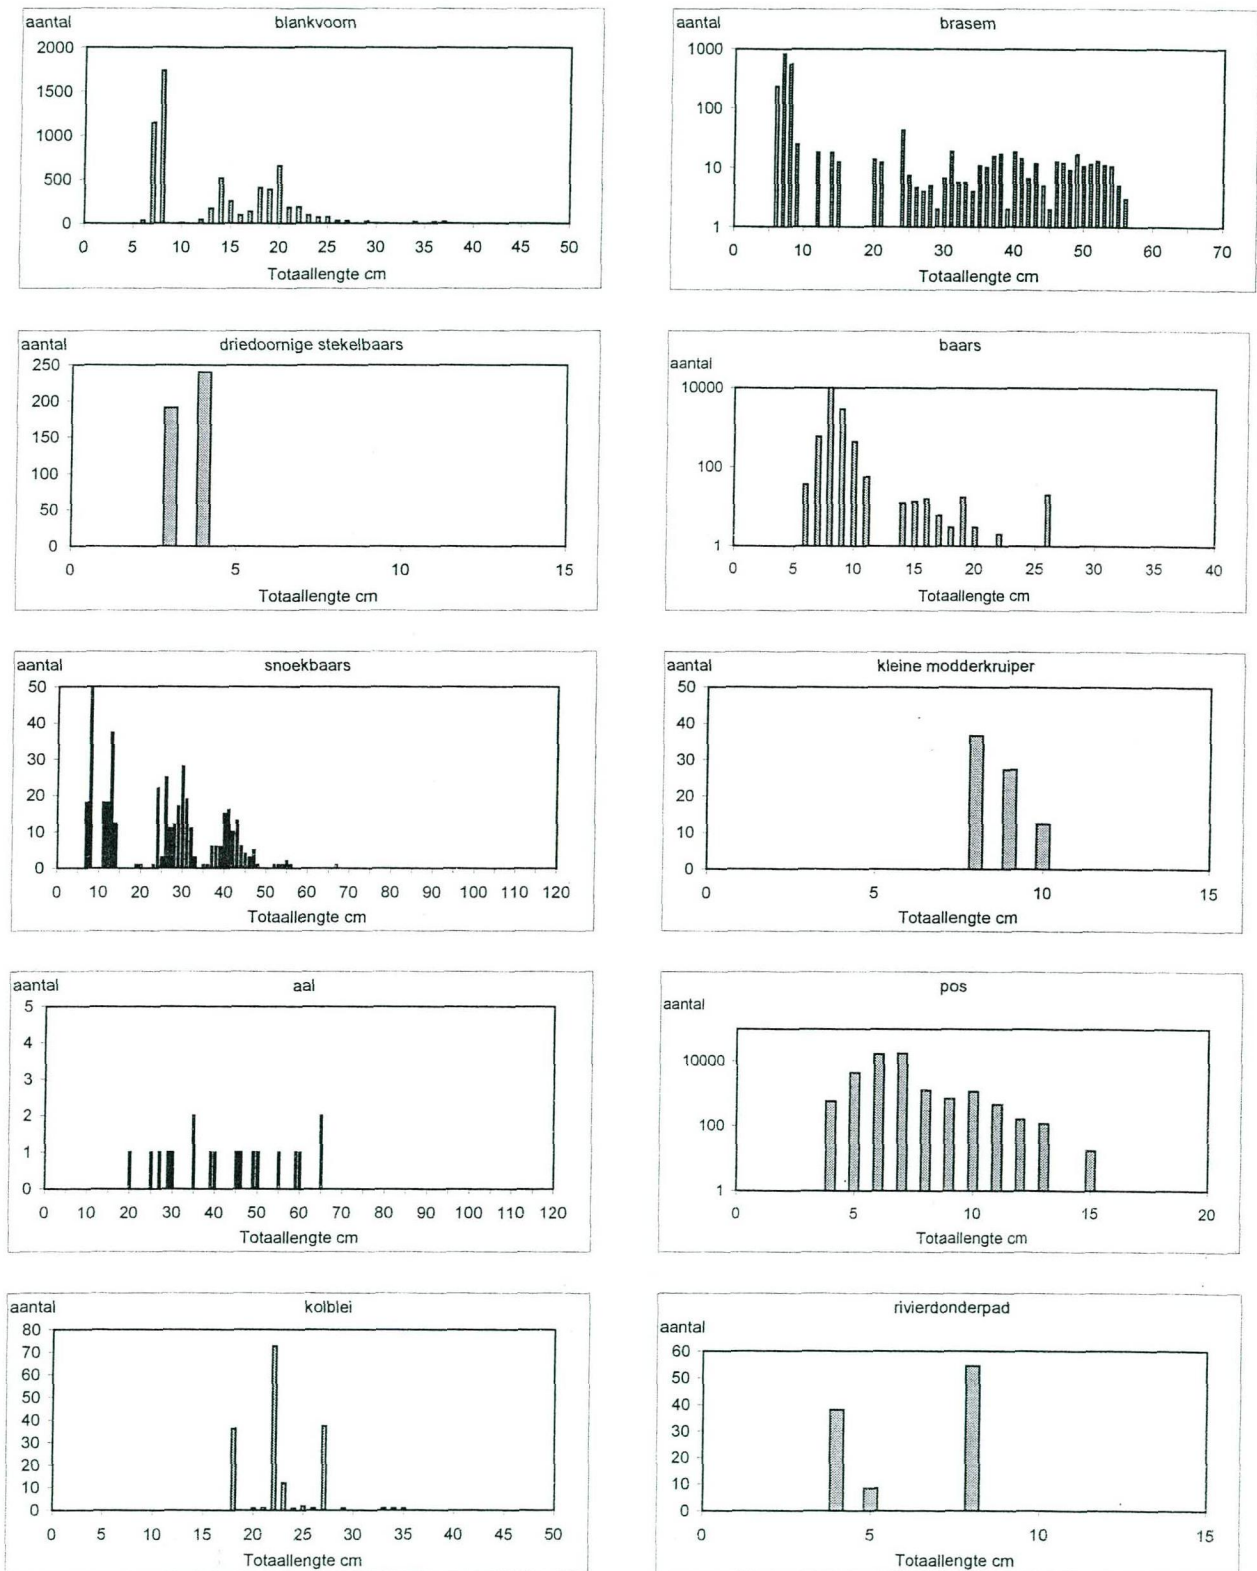 aantal blankvoorn
2000
1500
1000
500
0
0 5 10 15 20 25 30 35 40 45 50
Totaallengte cm
aantal brasem
1000
100
10
1
0 10 20 30 40 50 60 70
Totaallengte cm
aantal driedoornige stekelbaars
250
200
150
100
50
0
0 5 10 15
Totaallengte cm
baars
aantal
10000
100
1
0 5 10 15 20 25 30 35 40
Totaallengte cm
aantal snoekbaars
50
40
30
20
10
0
0 10 20 30 40 50 60 70 80 90 100 110 120
Totaallengte cm
aantal kleine modderkruiper
50
40
30
20
10
0
0 5 10 15
Totaallengte cm
aantal aal
5
4
3
2
1
0
0 10 20 30 40 50 60 70 80 90 100 110 120
Totaallengte cm
pos
aantal
10000
100
1
0 5 10 15 20
Totaallengte cm
aantal kolblei
80
70
60
50
40
30
20
10
0
0 5 10 15 20 25 30 35 40 45 50
Totaallengte cm
rivierdonderpad
aantal
60
50
40
30
20
10
0
0 5 10 15
Totaallengte cm